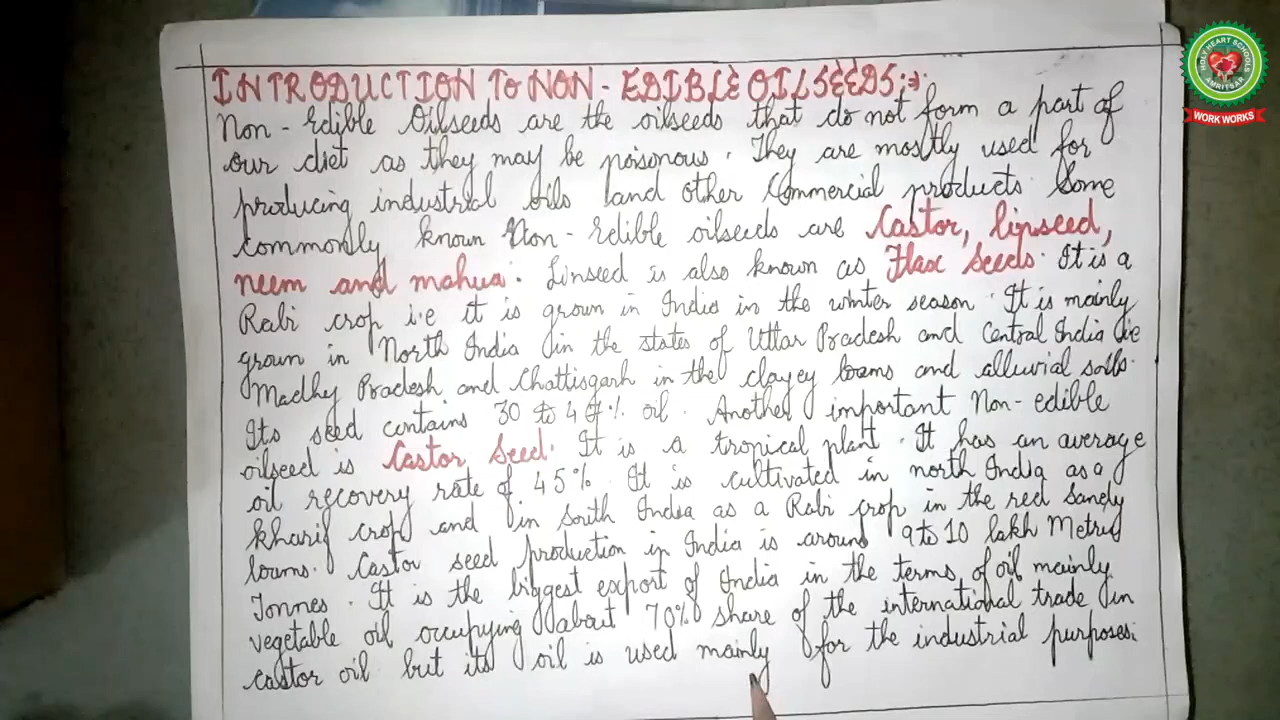 INTRODUCTION To NON - EDIBLE OILSEEDS:→:
Non - Edible Oilseeds are the oilseeds that do not form a part of
our diet as they may be poisonous. They are mostly used for
producing industrial oils and other Commercial products. Some
commonly known Non - Edible oilseeds are Castor, linseed,
neem and mahua. Linseed is also known as Flax Seeds. It is a
Rabi crop i.e it is grown in India in the winter season. It is mainly
grown in North India in the states of Uttar Pradesh and Central India ie
Madhy Pradesh and Chattisgarh in the clayey loams and alluvial soils.
Its seed contains 30 to 40% oil. Another important Non - edible
oilseed is Castor Seed. It is a tropical plant. It has an average
oil recovery rate of 45%. It is cultivated in north India as a
kharif crop and in South India as a Rabi crop in the red Sandy
loams. Castor seed production in India is around 9 to 10 lakh Metric
Tonnes. It is the biggest export of India in the terms of oil mainly
vegetable oil occupying about 70% share of the international trade in
castor oil but its oil is used mainly for the industrial purposes.
HOLY HEART SCHOOLS
AMRITSAR
WORK WORKS